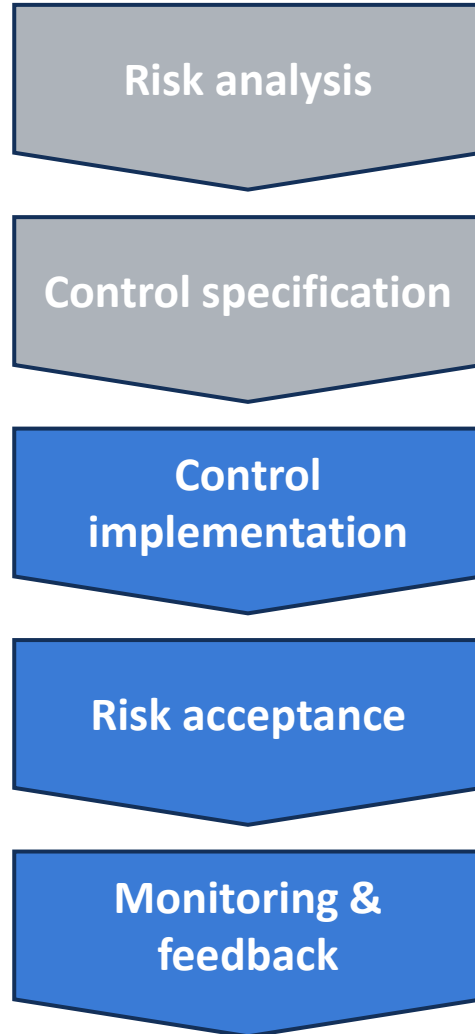 Risk analysis
Control specification
Control
implementation
Risk acceptance
Monitoring &
feedback